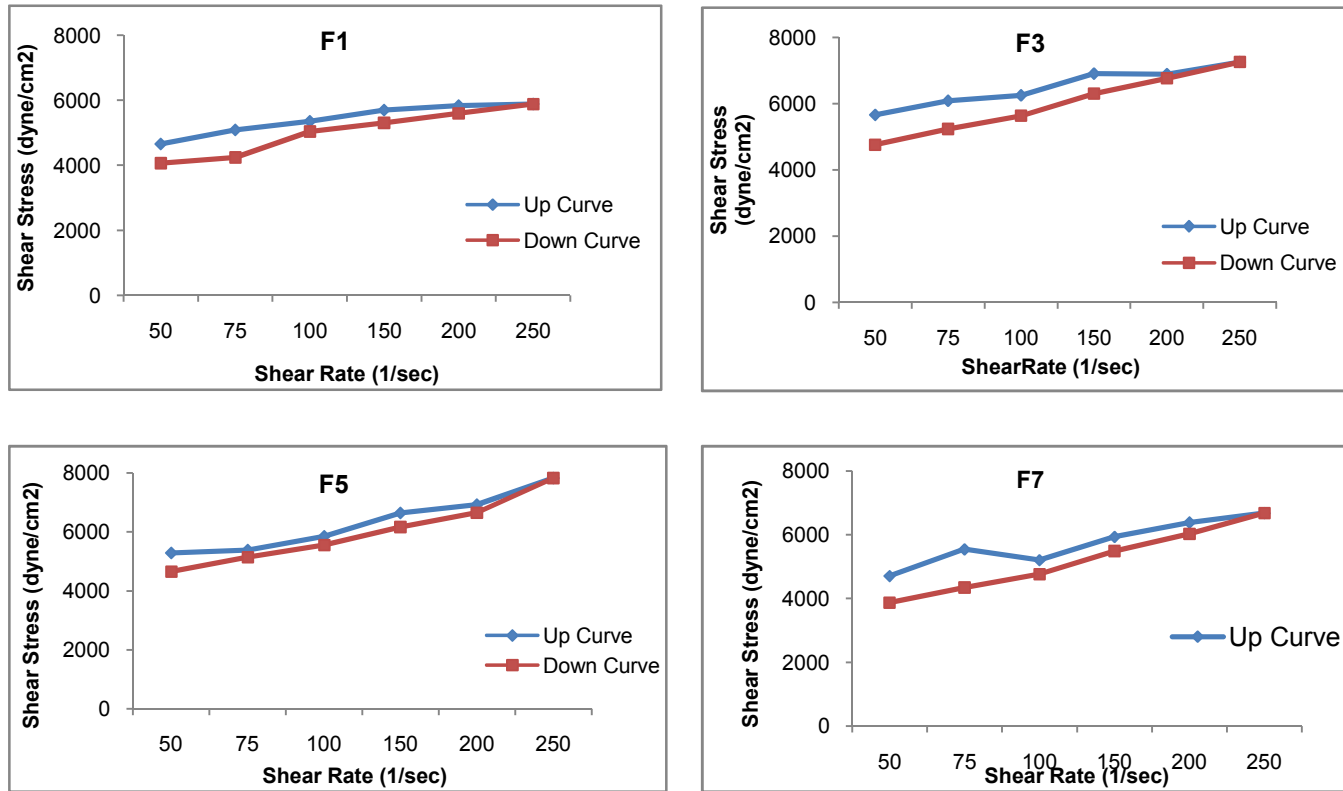 F1
Shear Stress (dyne/cm2)
8000
6000
4000
2000
0
Up Curve
Down Curve
50 75 100 150 200 250
Shear Rate (1/sec)
F3
Shear Stress
(dyne/cm2)
8000
6000
4000
2000
0
Up Curve
Down Curve
50 75 100 150 200 250
ShearRate (1/sec)
F5
Shear Stress (dyne/cm2)
8000
6000
4000
2000
0
Up Curve
Down Curve
50 75 100 150 200 250
Shear Rate (1/sec)
F7
Shear Stress (dyne/cm2)
8000
6000
4000
2000
0
Up Curve
50 75 100 150 200 250
Shear Rate (1/sec)